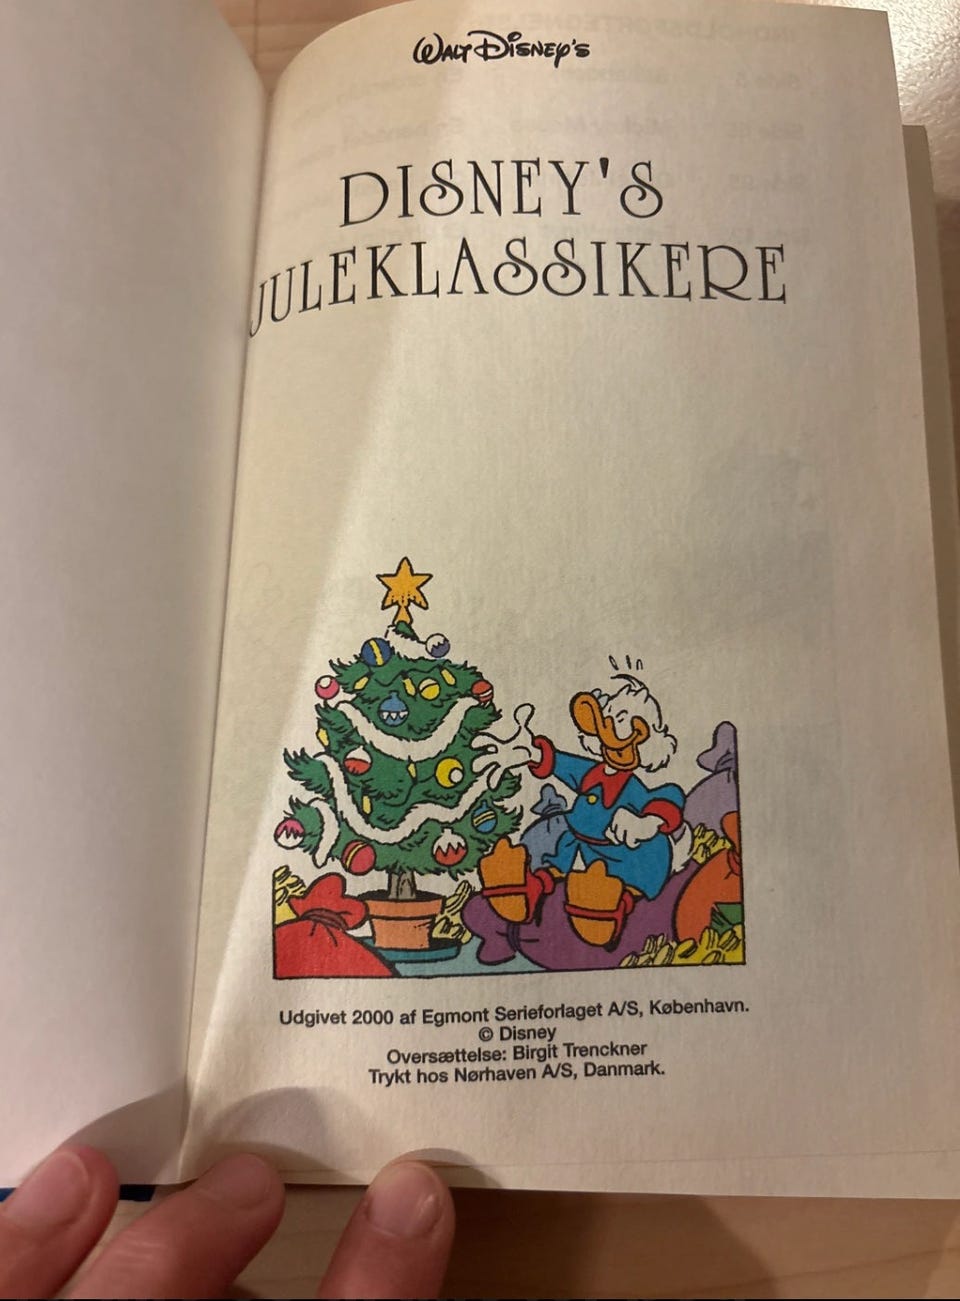 WALT DISNEY'S
DISNEY'S
JULEKLASSIKERE
Udgivet 2000 af Egmont Serieforlaget A/S, København.
© Disney
Oversættelse: Birgit Trenckner
Trykt hos Nørhaven A/S, Danmark.